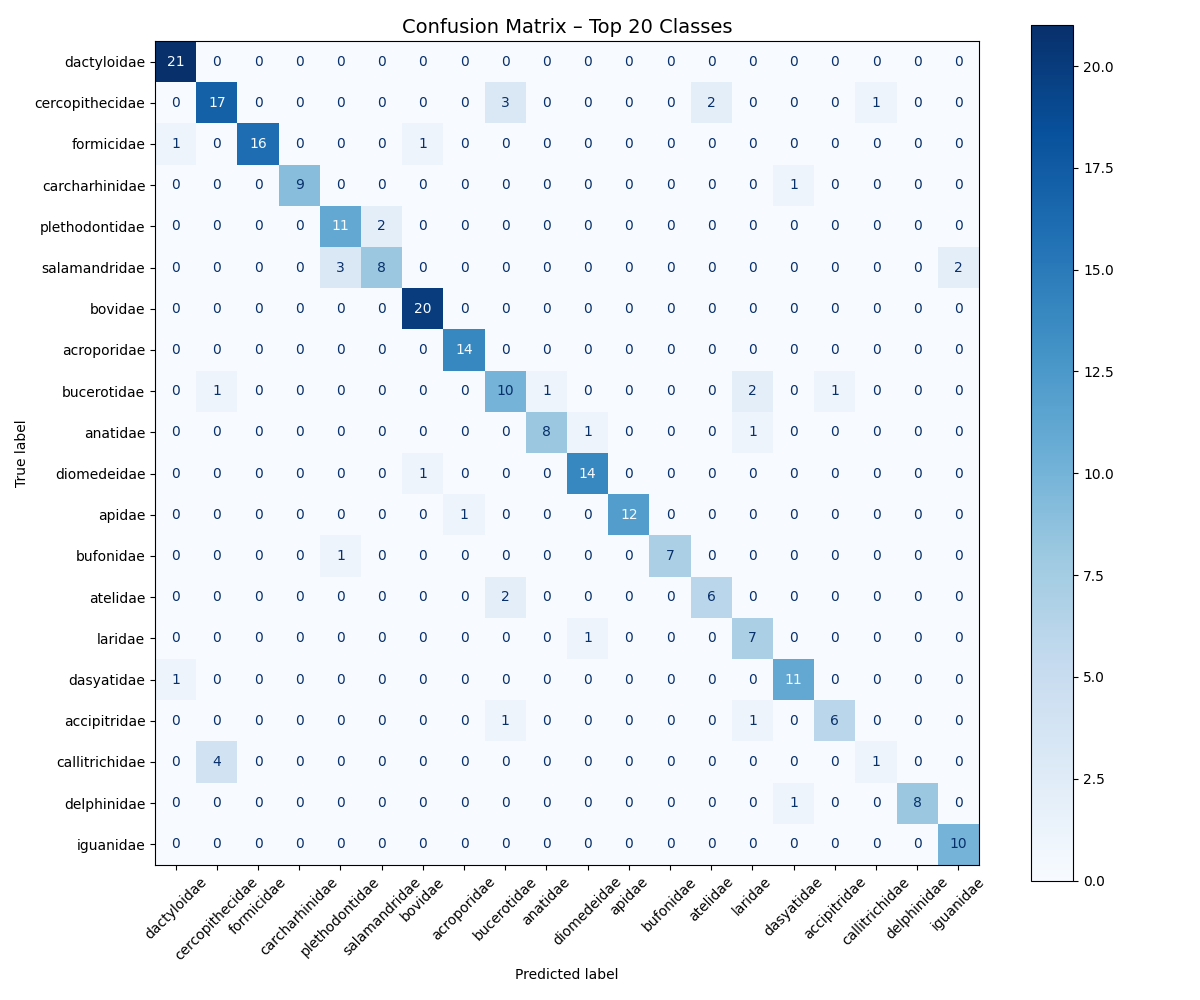 Confusion Matrix – Top 20 Classes
True label
dactyloidae 21 0 0 0 0 0 0 0 0 0 0 0 0 0 0 0 0 0 0 0
cercopithecidae 0 17 0 0 0 0 0 0 3 0 0 0 0 2 0 0 0 1 0 0
formicidae 1 0 16 0 0 0 1 0 0 0 0 0 0 0 0 0 0 0 0 0
carcharhinidae 0 0 0 9 0 0 0 0 0 0 0 0 0 0 0 1 0 0 0 0
plethodontidae 0 0 0 0 11 2 0 0 0 0 0 0 0 0 0 0 0 0 0 0
salamandridae 0 0 0 0 3 8 0 0 0 0 0 0 0 0 0 0 0 0 0 2
bovidae 0 0 0 0 0 0 20 0 0 0 0 0 0 0 0 0 0 0 0 0
acroporidae 0 0 0 0 0 0 0 14 0 0 0 0 0 0 0 0 0 0 0 0
bucerotidae 0 1 0 0 0 0 0 0 10 1 0 0 0 0 2 0 1 0 0 0
anatidae 0 0 0 0 0 0 0 0 0 8 1 0 0 0 1 0 0 0 0 0
diomedeidae 0 0 0 0 0 0 1 0 0 0 14 0 0 0 0 0 0 0 0 0
apidae 0 0 0 0 0 0 0 1 0 0 0 12 0 0 0 0 0 0 0 0
bufonidae 0 0 0 0 1 0 0 0 0 0 0 0 7 0 0 0 0 0 0 0
atelidae 0 0 0 0 0 0 0 0 2 0 0 0 0 6 0 0 0 0 0 0
laridae 0 0 0 0 0 0 0 0 0 0 1 0 0 0 7 0 0 0 0 0
dasyatidae 1 0 0 0 0 0 0 0 0 0 0 0 0 0 0 11 0 0 0 0
accipitridae 0 0 0 0 0 0 0 0 1 0 0 0 0 0 1 0 6 0 0 0
callitrichidae 0 4 0 0 0 0 0 0 0 0 0 0 0 0 0 0 0 1 0 0
delphinidae 0 0 0 0 0 0 0 0 0 0 0 0 0 0 0 1 0 0 8 0
iguanidae 0 0 0 0 0 0 0 0 0 0 0 0 0 0 0 0 0 0 0 10
dactyloidae
cercopithecidae
formicidae
carcharhinidae
plethodontidae
salamandridae
bovidae
acroporidae
bucerotidae
anatidae
diomedeidae
apidae
bufonidae
atelidae
laridae
dasyatidae
accipitridae
callitrichidae
delphinidae
iguanidae
Predicted label
20.0
17.5
15.0
12.5
10.0
7.5
5.0
2.5
0.0